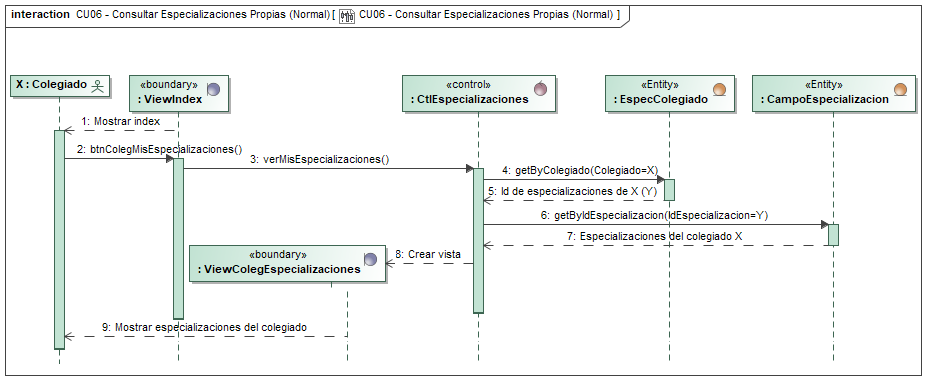 interaction CU06 - Consultar Especializaciones Propias (Normal) [ CU06 - Consultar Especializaciones Propias (Normal) ]
X : Colegiado
«boundary»
: ViewIndex
«control»
: CtlEspecializaciones
«Entity»
: EspecColegiado
«Entity»
: CampoEspecializacion
1: Mostrar index
2: btnColegMisEspecializaciones()
3: verMisEspecializaciones()
4: getByColegiado(Colegiado=X)
5: Id de especializaciones de X (Y)
6: getByIdEspecializacion(IdEspecializacion=Y)
7: Especializaciones del colegiado X
«boundary»
: ViewColegEspecializaciones
8: Crear vista
9: Mostrar especializaciones del colegiado